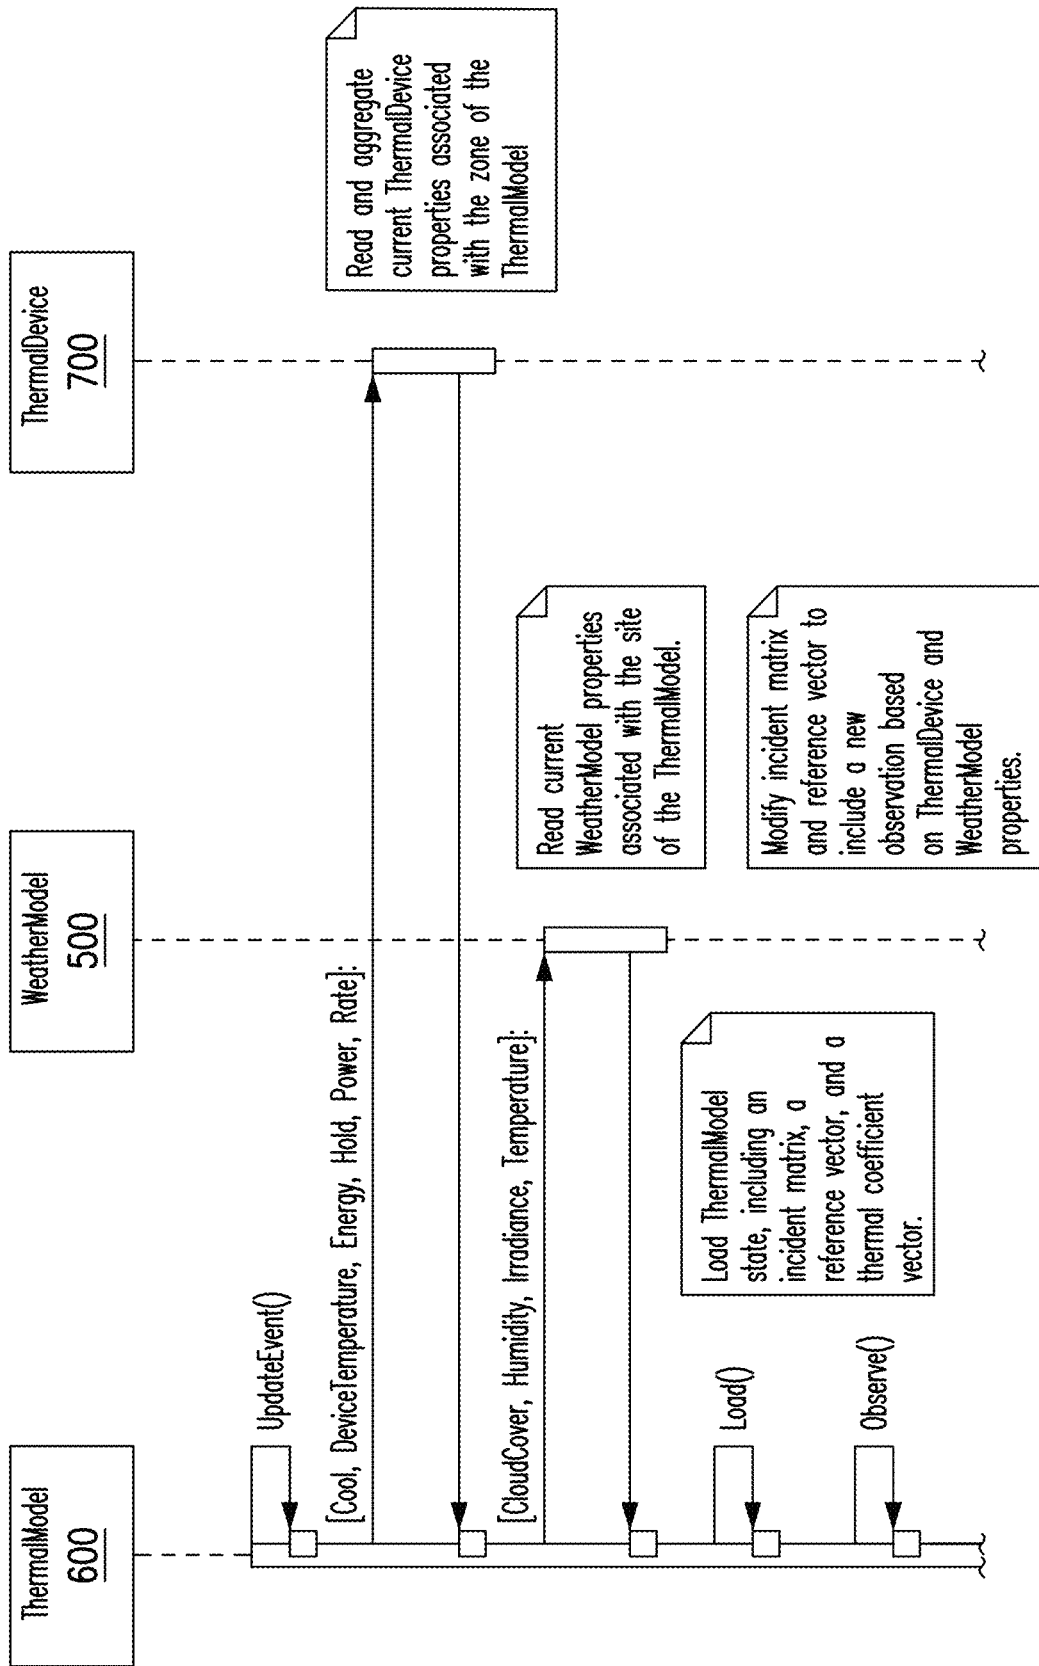 ThermalModel
600
WeatherModel
500
ThermalDevice
700
UpdateEvent()
[Cool, DeviceTemperature, Energy, Hold, Power, Rate]:
Read and aggregate
current ThermalDevice
properties associated
with the zone of the
ThermalModel
[CloudCover, Humidity, Irradiance, Temperature]:
Read current
WeatherModel properties
associated with the site
of the ThermalModel.
Load()
Load ThermalModel
state, including an
incident matrix, a
reference vector, and a
thermal coefficient
vector.
Observe()
Modify incident matrix
and reference vector to
include a new
observation based
on ThermalDevice and
WeatherModel
properties.